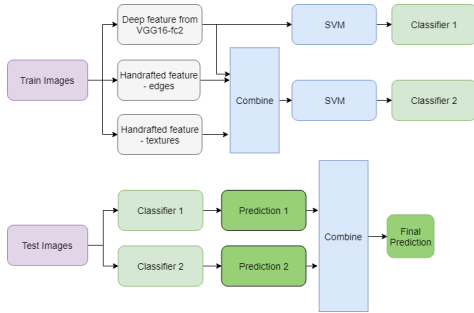 Deep feature from
VGG16-fc2
SVM
Classifier 1
Train Images
Handrafted feature
- edges
Combine
SVM
Classifier 2
Handrafted feature
- textures
Classifier 1
Prediction 1
Test Images
Combine
Final
Prediction
Classifier 2
Prediction 2